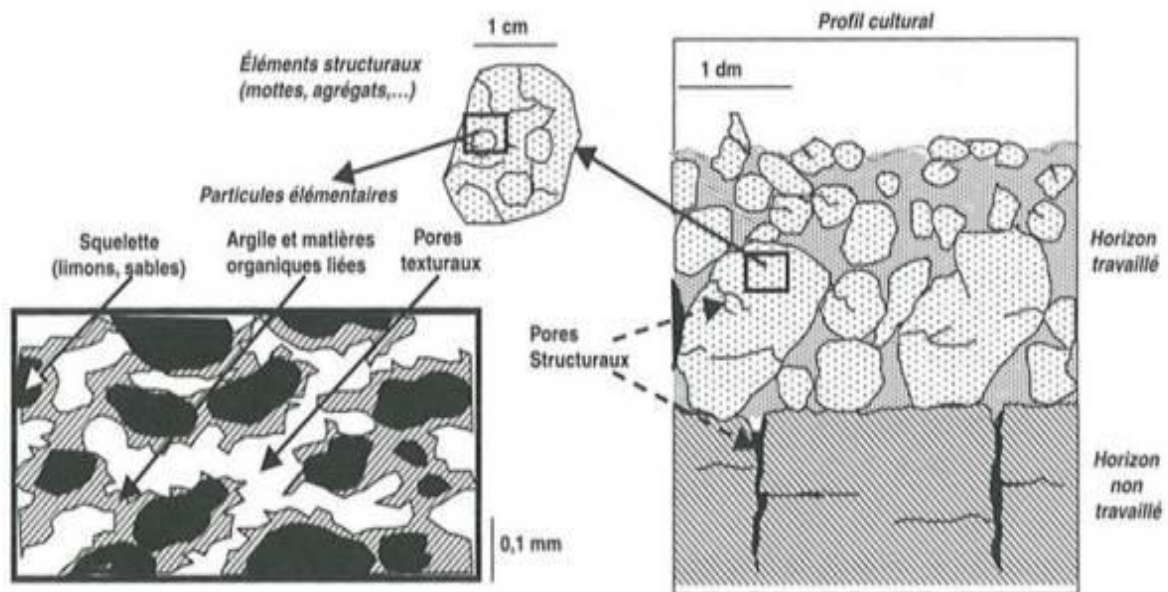 Profil cultural
1 cm
Éléments structuraux
(mottes, agrégats,...)
1 dm
Particules élémentaires
Squelette
(limons, sables)
Argile et matières
organiques liées
Pores
texturaux
Horizon
travaillé
Pores
Structuraux
Horizon
non
travaillé
0,1 mm